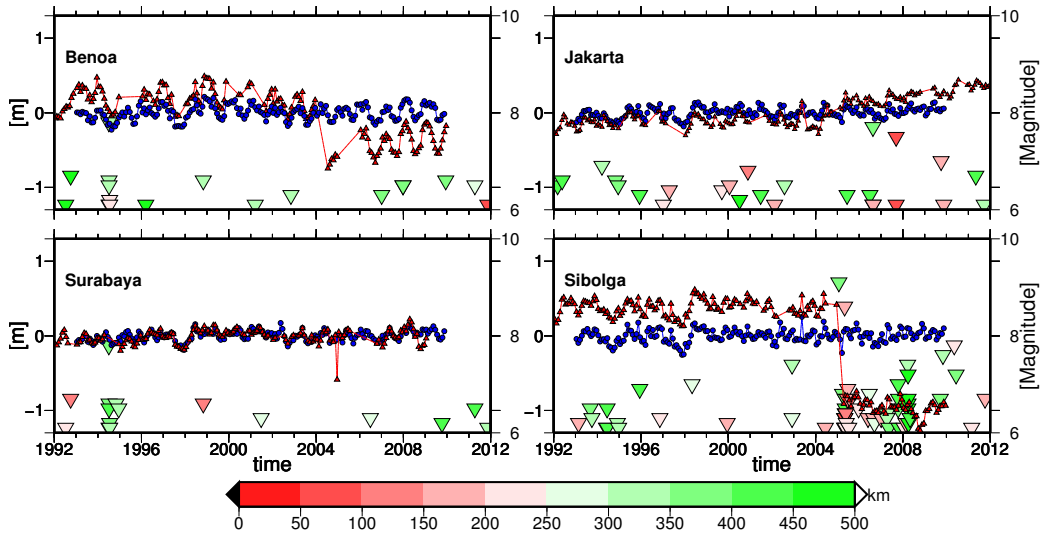 10 10
1 1
Benoa Jakarta
[m] 0 8 0 8 [Magnitude]
−1 −1
6 6
10 10
1 1
Surabaya Sibolga
[m] 0 8 0 8 [Magnitude]
−1 −1
6 6
1992 1996 2000 2004 2008 1992 1996 2000 2004 2008 2012
time time
km
0 50 100 150 200 250 300 350 400 450 500